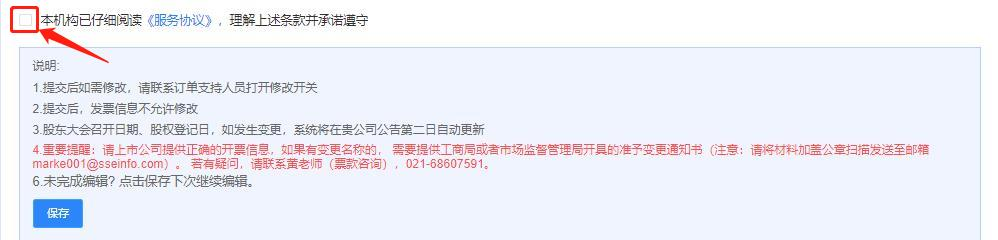 本机构已仔细阅读《服务协议》，理解上述条款并承诺遵守
说明:
1.提交后如需修改，请联系订单支持人员打开修改开关
2.提交后，发票信息不允许修改
3.股东大会召开日期、股权登记日，如发生变更，系统将在贵公司公告第二日自动更新
4.重要提醒：请上市公司提供正确的开票信息，如果有变更名称的， 需要提供工商局或者市场监督管理局开具的准予变更通知书（注意：请将材料加盖公章扫描发送至邮箱
marke001@sseinfo.com）。 若有疑问，请联系黄老师（票款咨询），021-68607591。
6.未完成编辑? 点击保存下次继续编辑。
保存